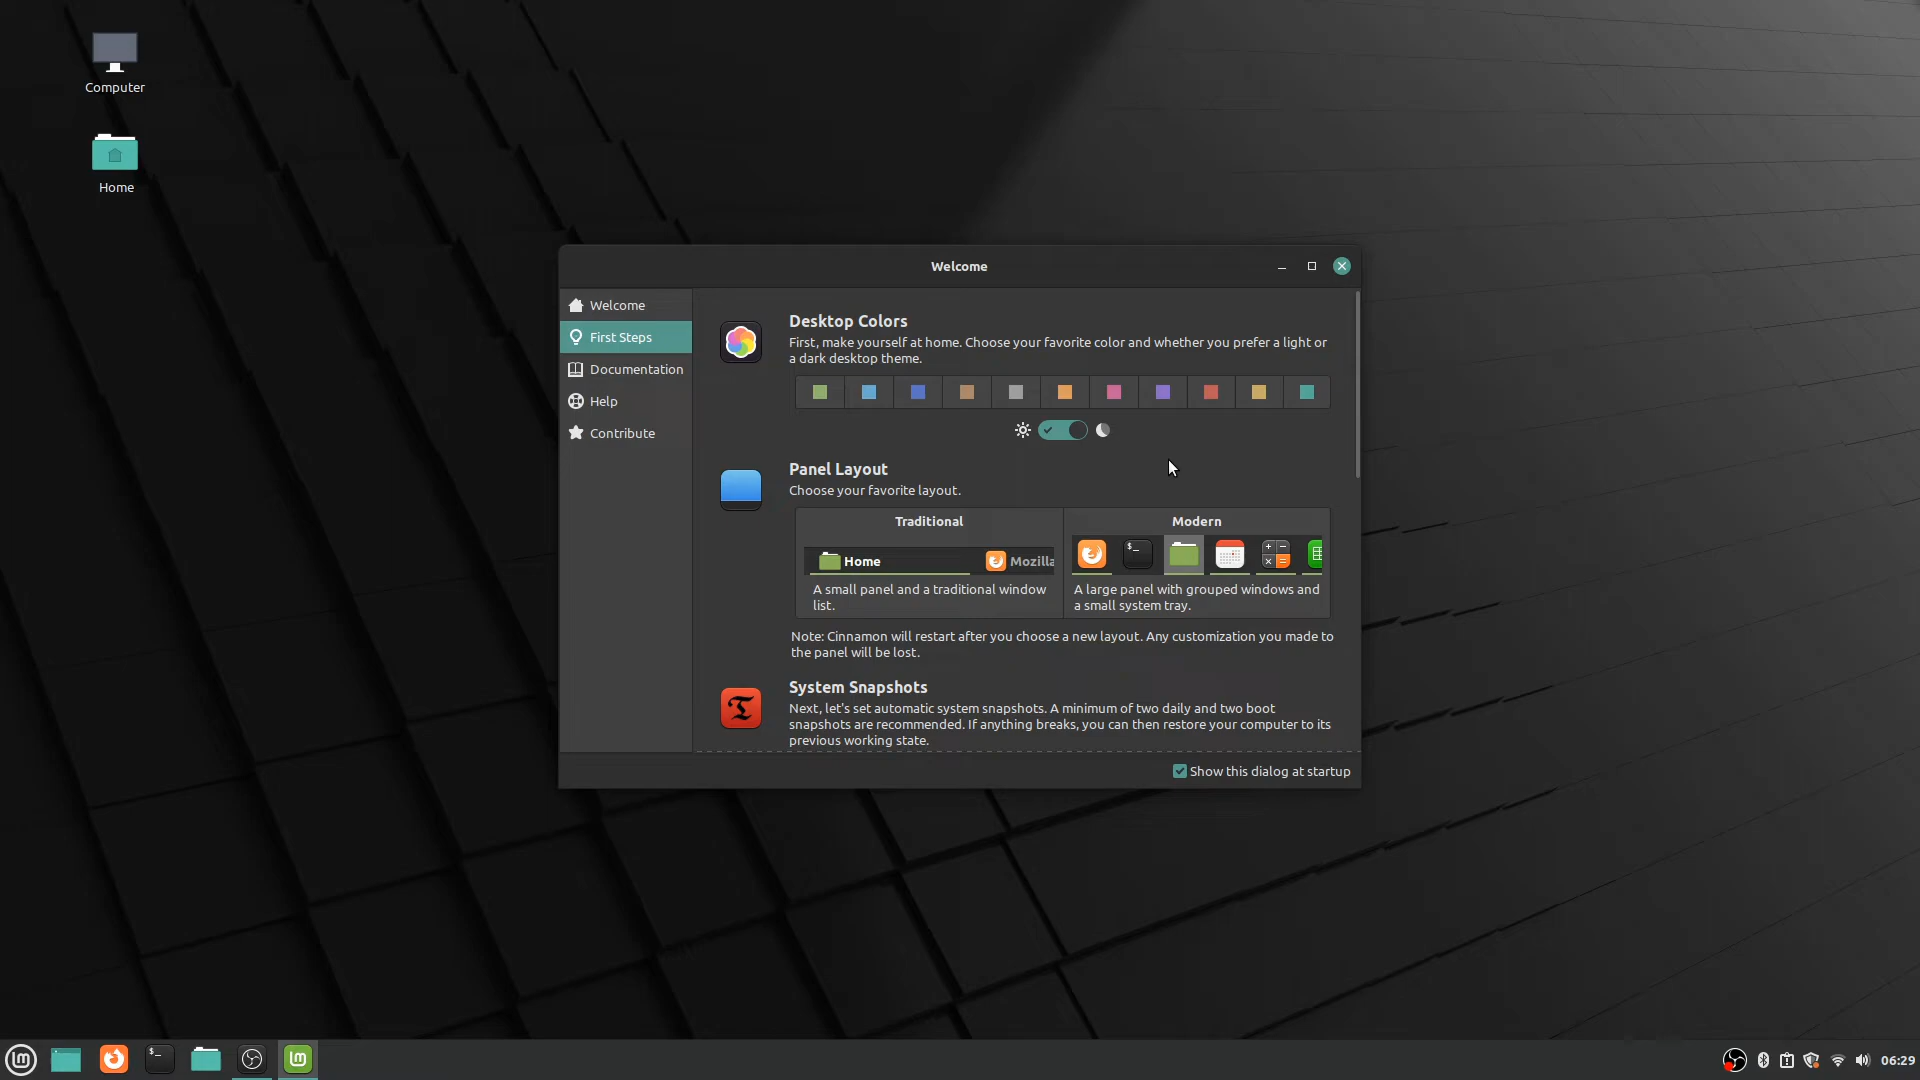 Computer
Home
Welcome
Welcome
First Steps
Documentation
Help
Contribute
Desktop Colors
First, make yourself at home. Choose your favorite color and whether you prefer a light or
a dark desktop theme.
Panel Layout
Choose your favorite layout.
Traditional
Modern
Home
Mozilla
$_
A small panel and a traditional window
list.
A large panel with grouped windows and
a small system tray.
Note: Cinnamon will restart after you choose a new layout. Any customization you made to
the panel will be lost.
System Snapshots
Next, let's set automatic system snapshots. A minimum of two daily and two boot
snapshots are recommended. If anything breaks, you can then restore your computer to its
previous working state.
Show this dialog at startup
$_
06:29